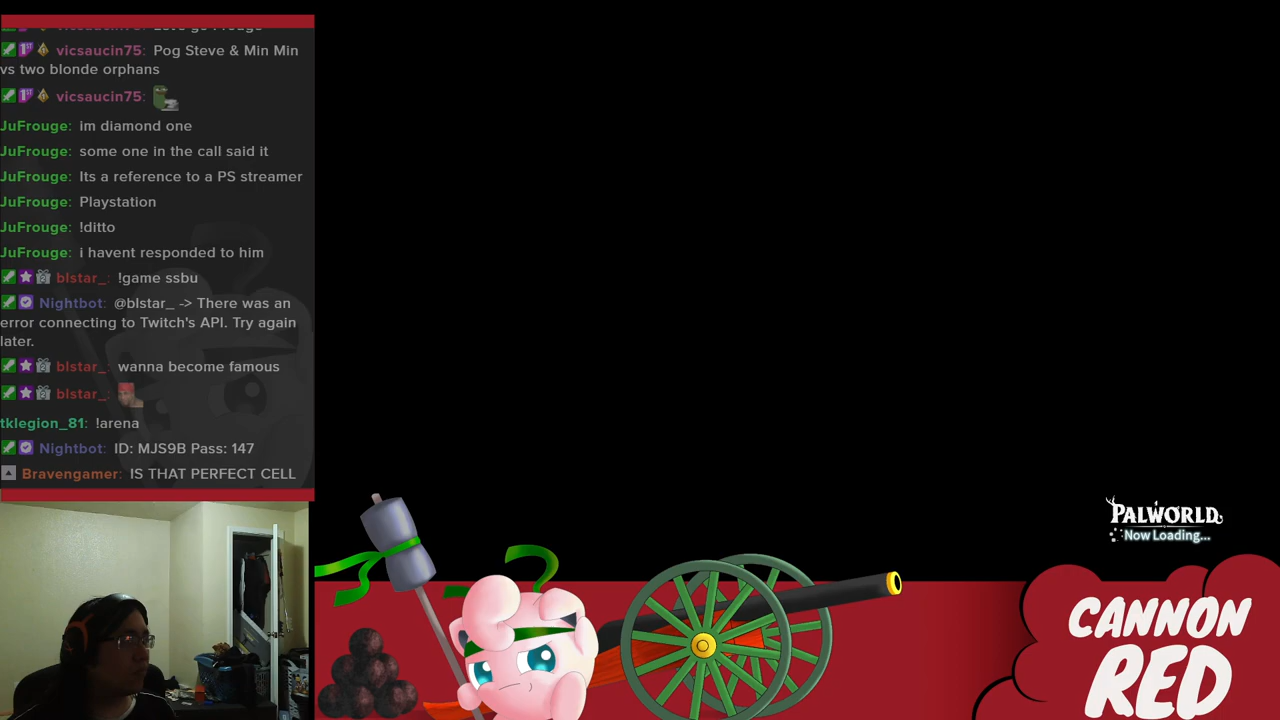 vicsaucin75: Pog Steve & Min Min
vs two blonde orphans
vicsaucin75:
JuFrouge: im diamond one
JuFrouge: some one in the call said it
JuFrouge: Its a reference to a PS streamer
JuFrouge: Playstation
JuFrouge: !ditto
JuFrouge: i havent responded to him
blstar_: !game ssbu
Nightbot: @blstar_ -> There was an
error connecting to Twitch's API. Try again
later.
blstar_: wanna become famous
blstar_:
tklegion_81: !arena
Nightbot: ID: MJS9B Pass: 147
Bravengamer: IS THAT PERFECT CELL
PALWORLD
Now Loading...
CANNON
RED